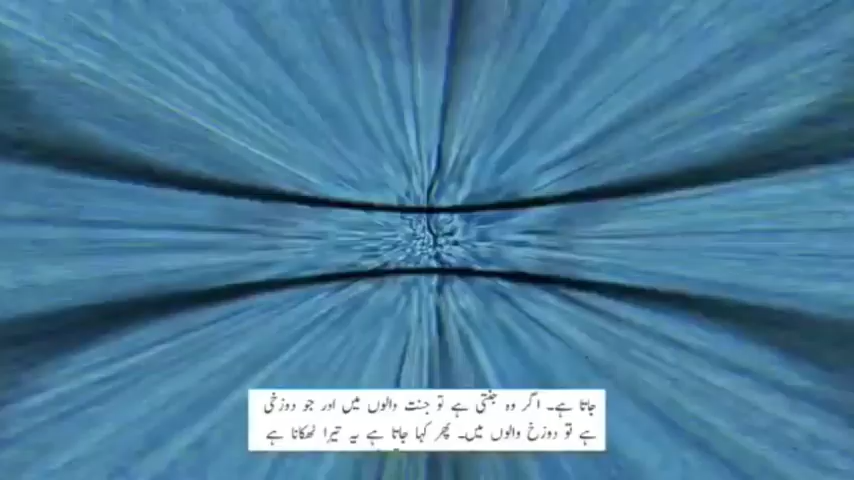 جاتا ہے۔ اگر وہ جنتی ہے تو جنت والوں میں اور جو دوزخی
ہے تو دوزخ والوں میں۔ پھر کہا جاتا ہے یہ تیرا ٹھکانا ہے